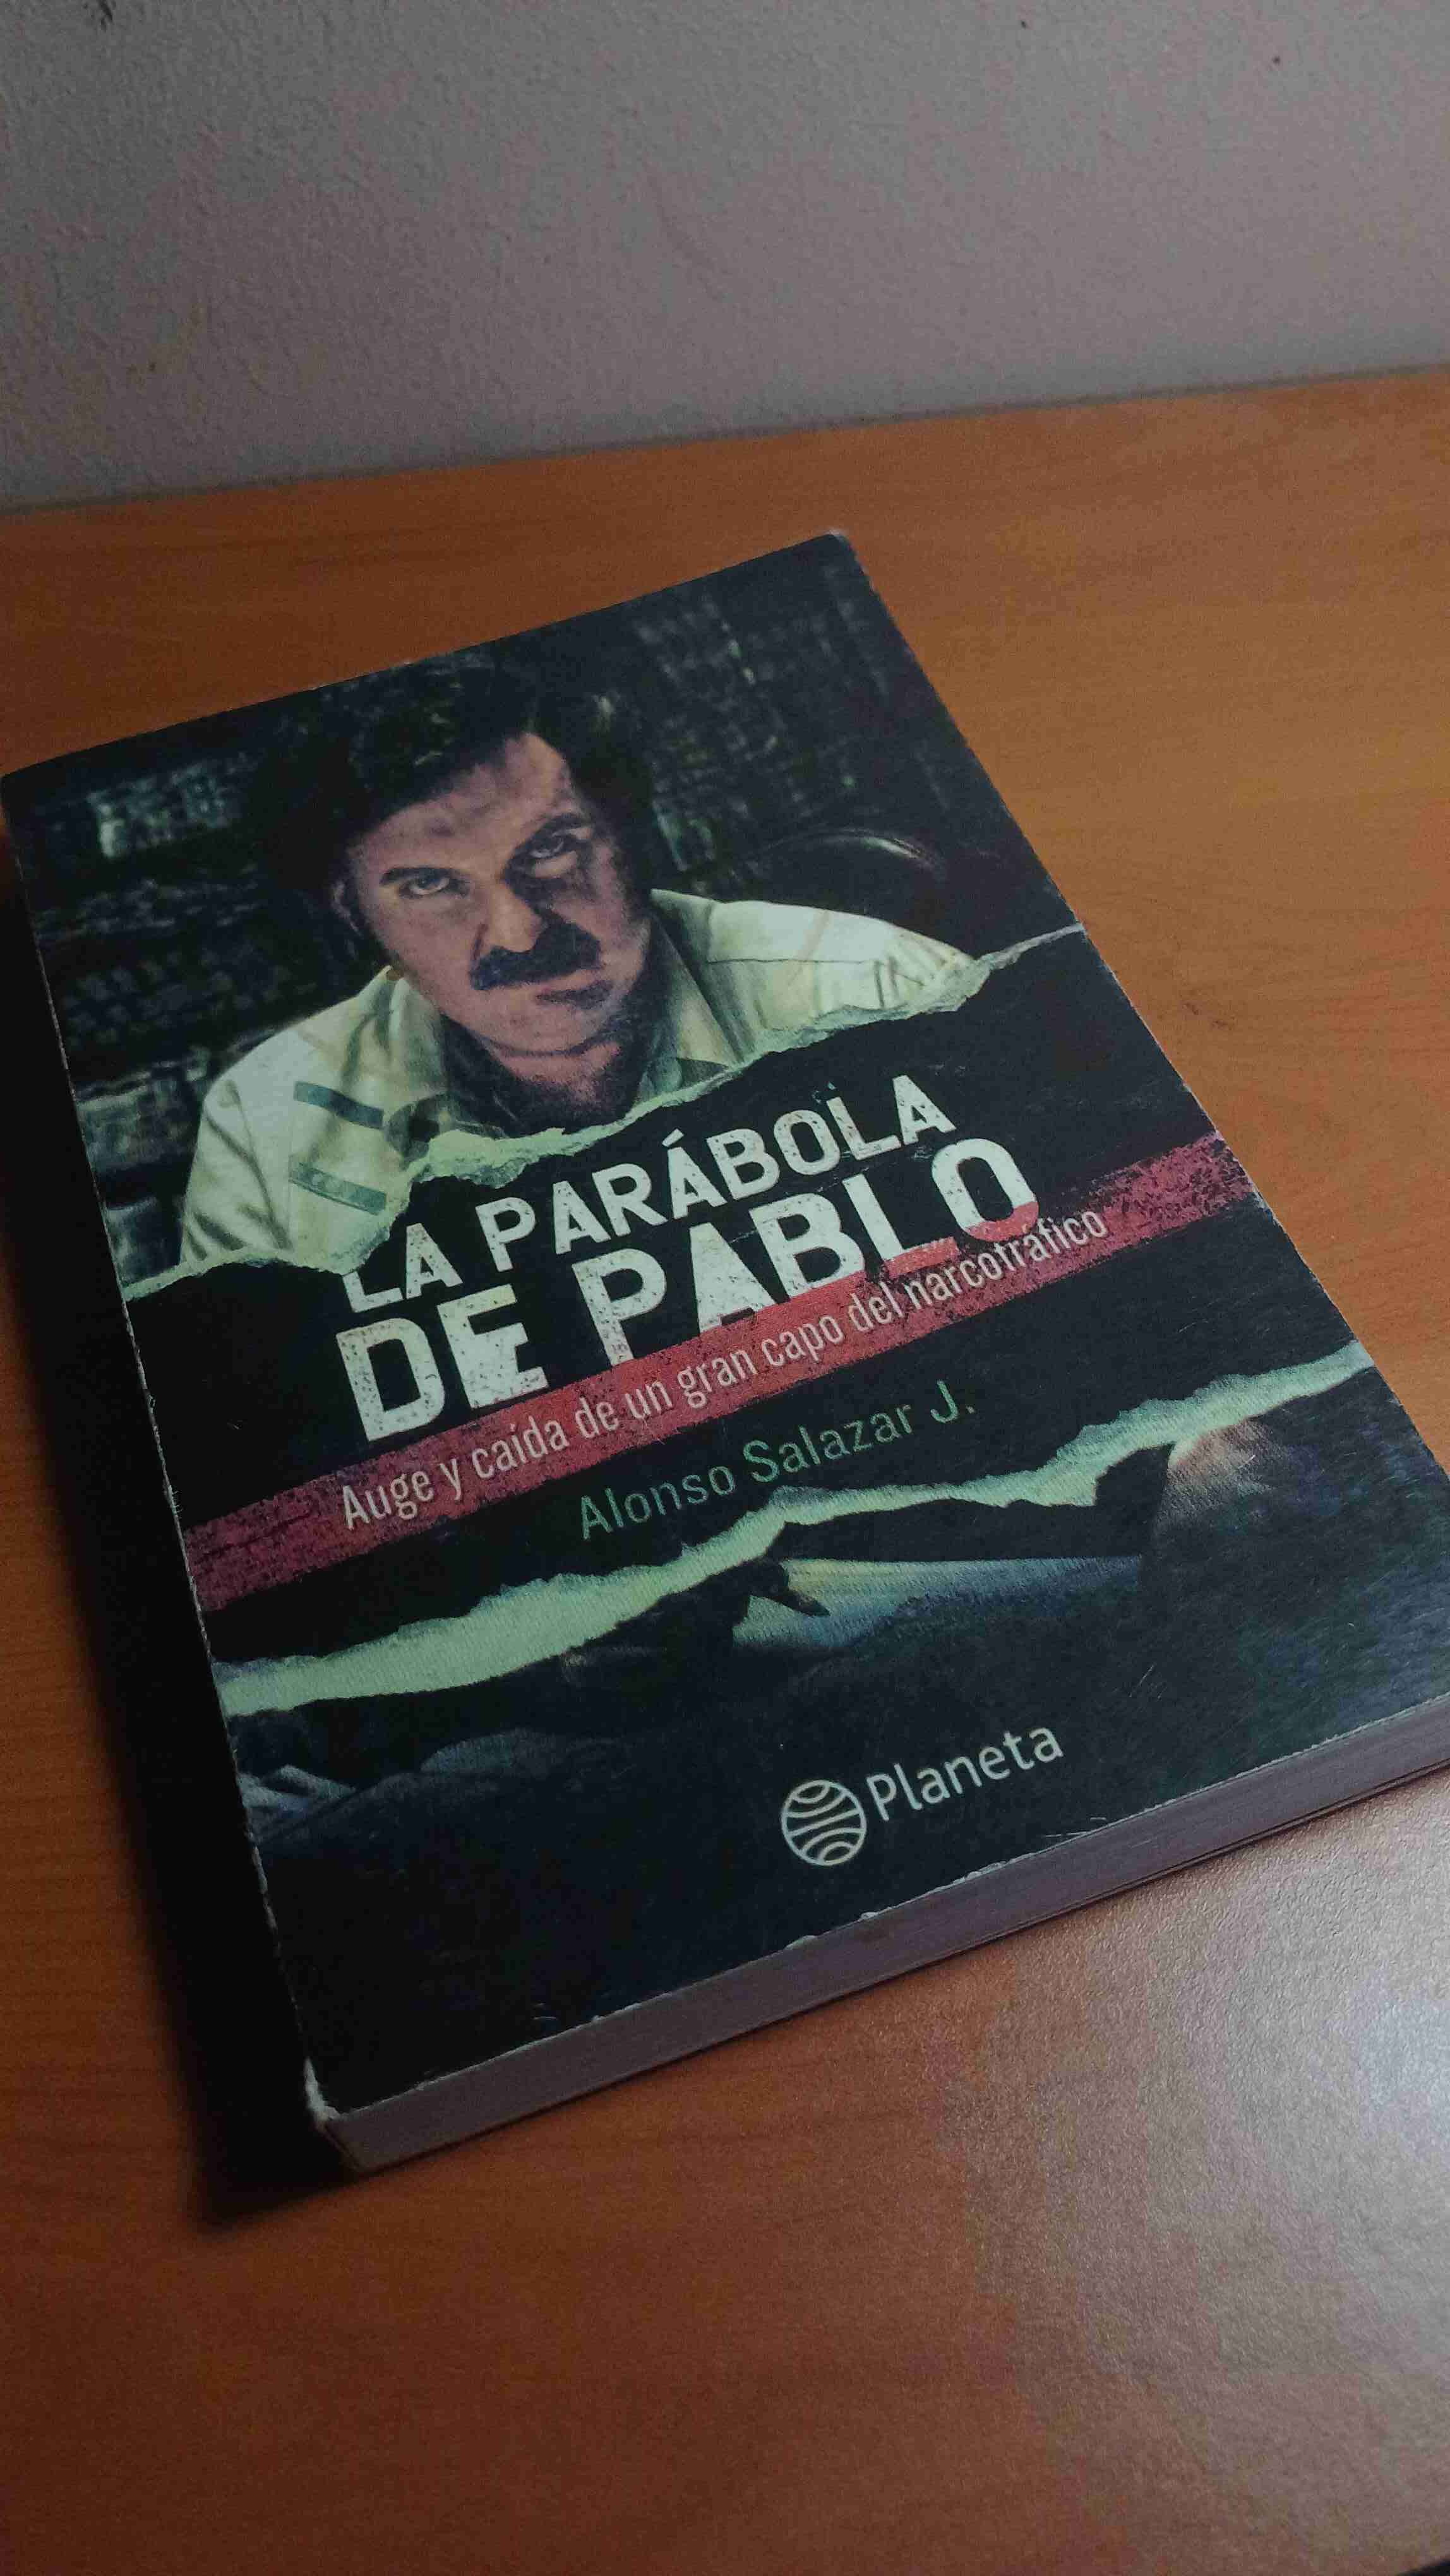 LA PARÁBOLA
DE PABLO
Auge y caída de un gran capo del narcotráfico
Alonso Salazar J.
Planeta